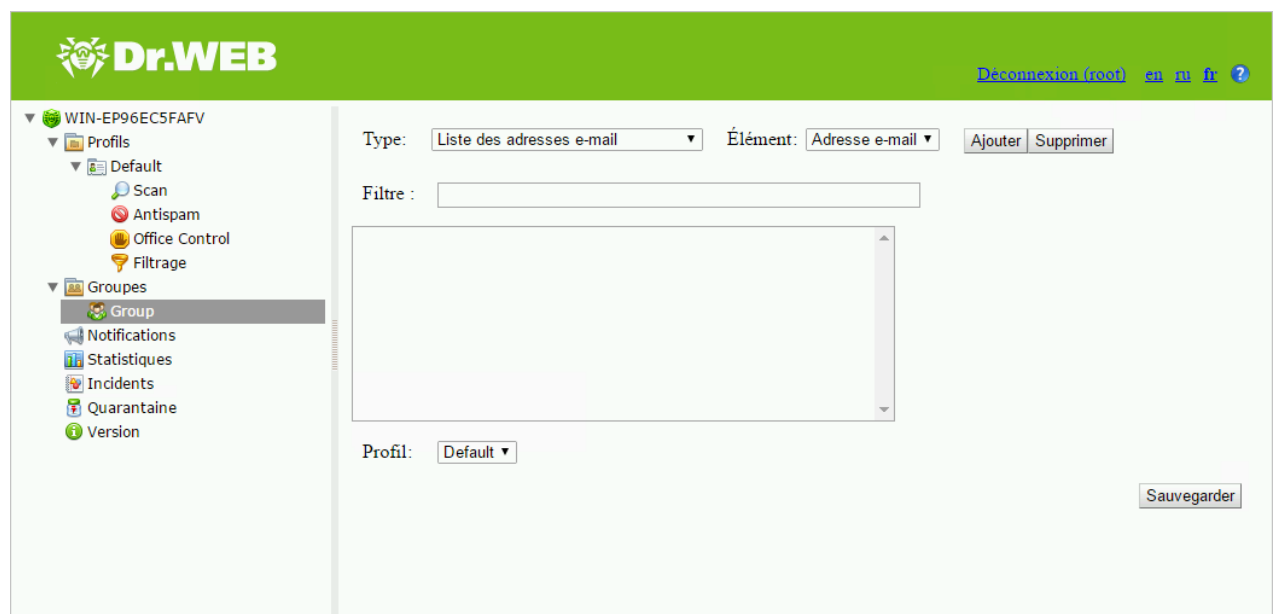 Dr.WEB
Déconnexion (root) en ru fr ?
WIN-EP96EC5FAFV
Profils
Default
Scan
Antispam
Office Control
Filtrage
Groupes
Group
Notifications
Statistiques
Incidents
Quarantaine
Version
Type: Liste des adresses e-mail Élément: Adresse e-mail Ajouter Supprimer
Filtre :
Profil: Default
Sauvegarder